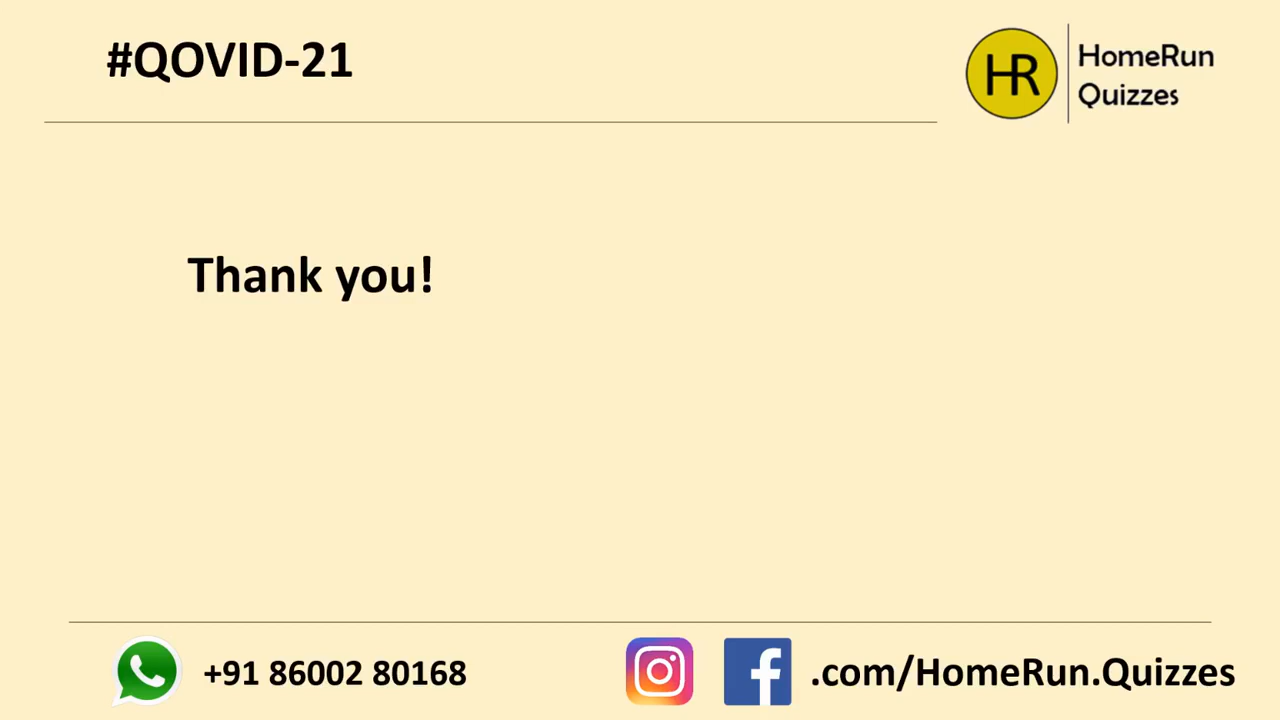 #QOVID-21
HR
HomeRun
Quizzes
Thank you!
+91 86002 80168
.com/HomeRun.Quizzes